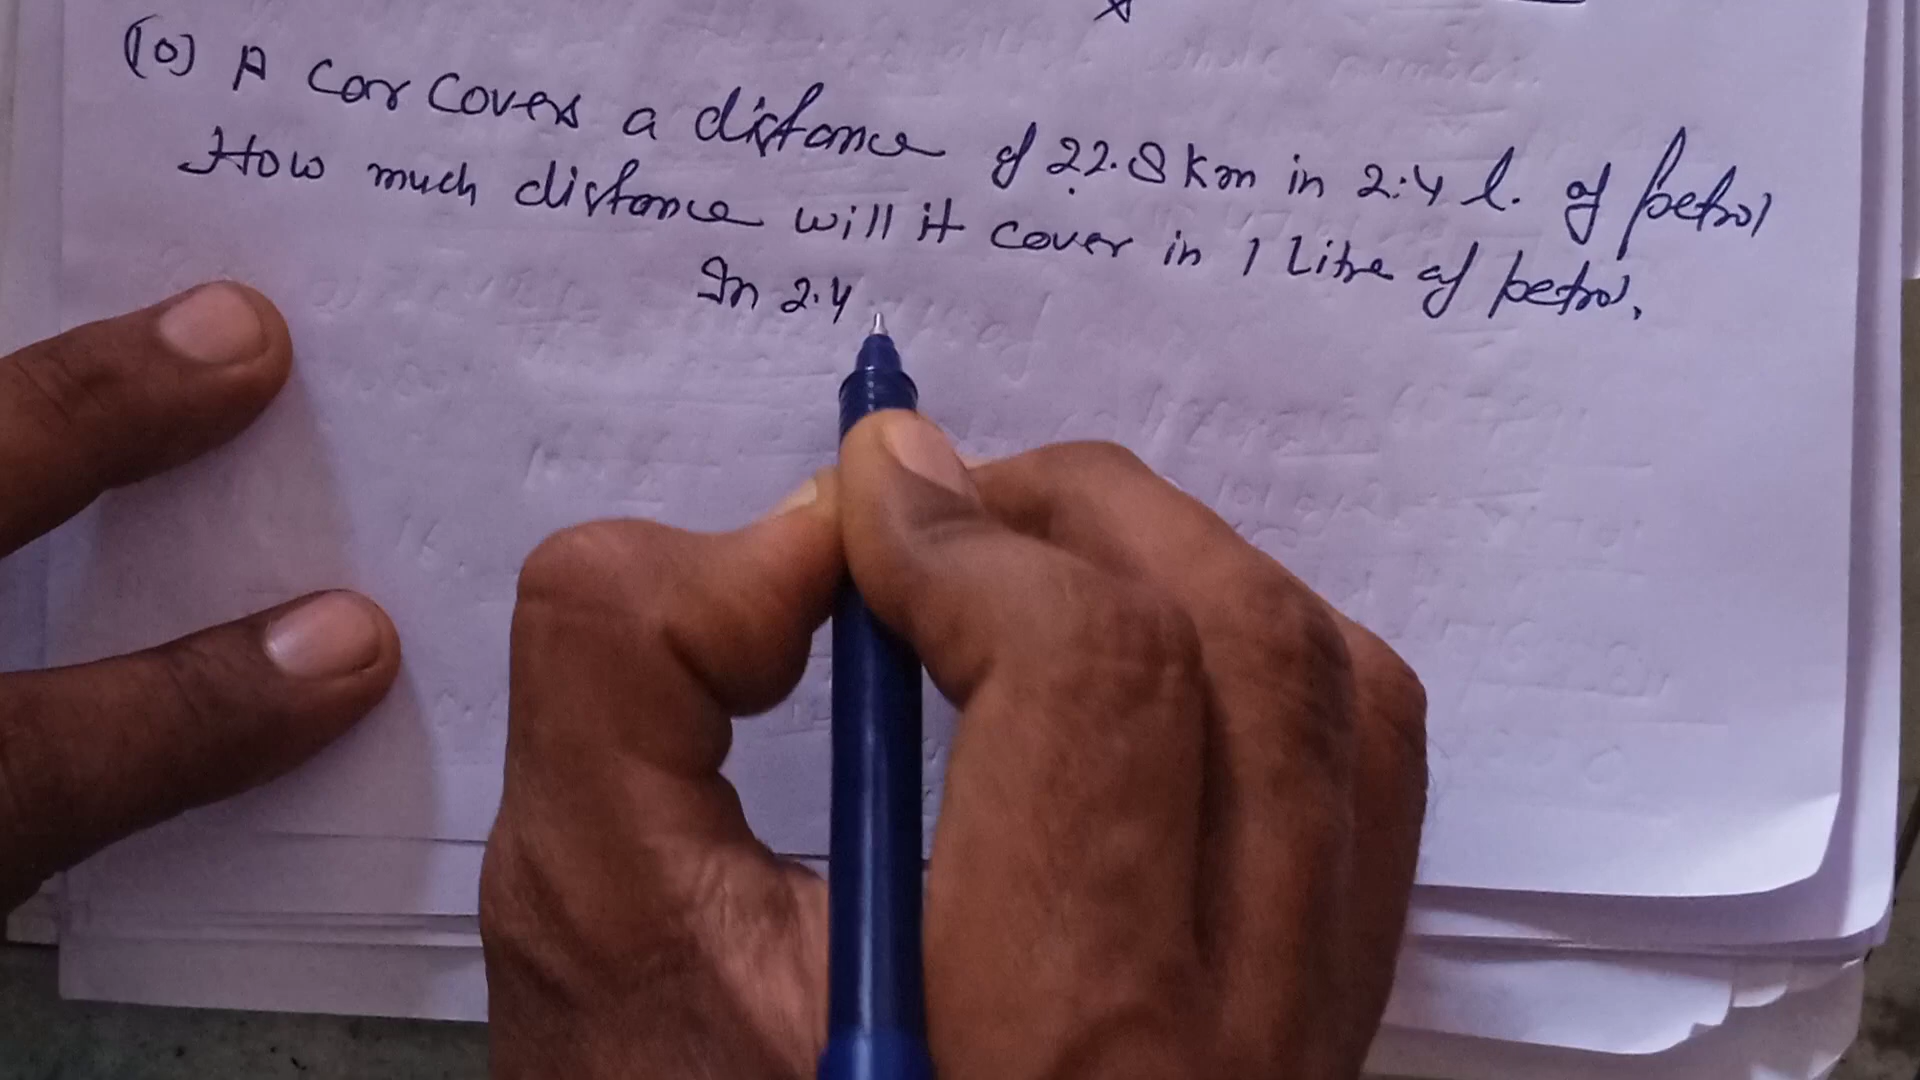 (10) A car covers a distance of 22.8 km in 2.4 l. of petrol
How much distance will it cover in 1 litre of petrol.
In 2.4